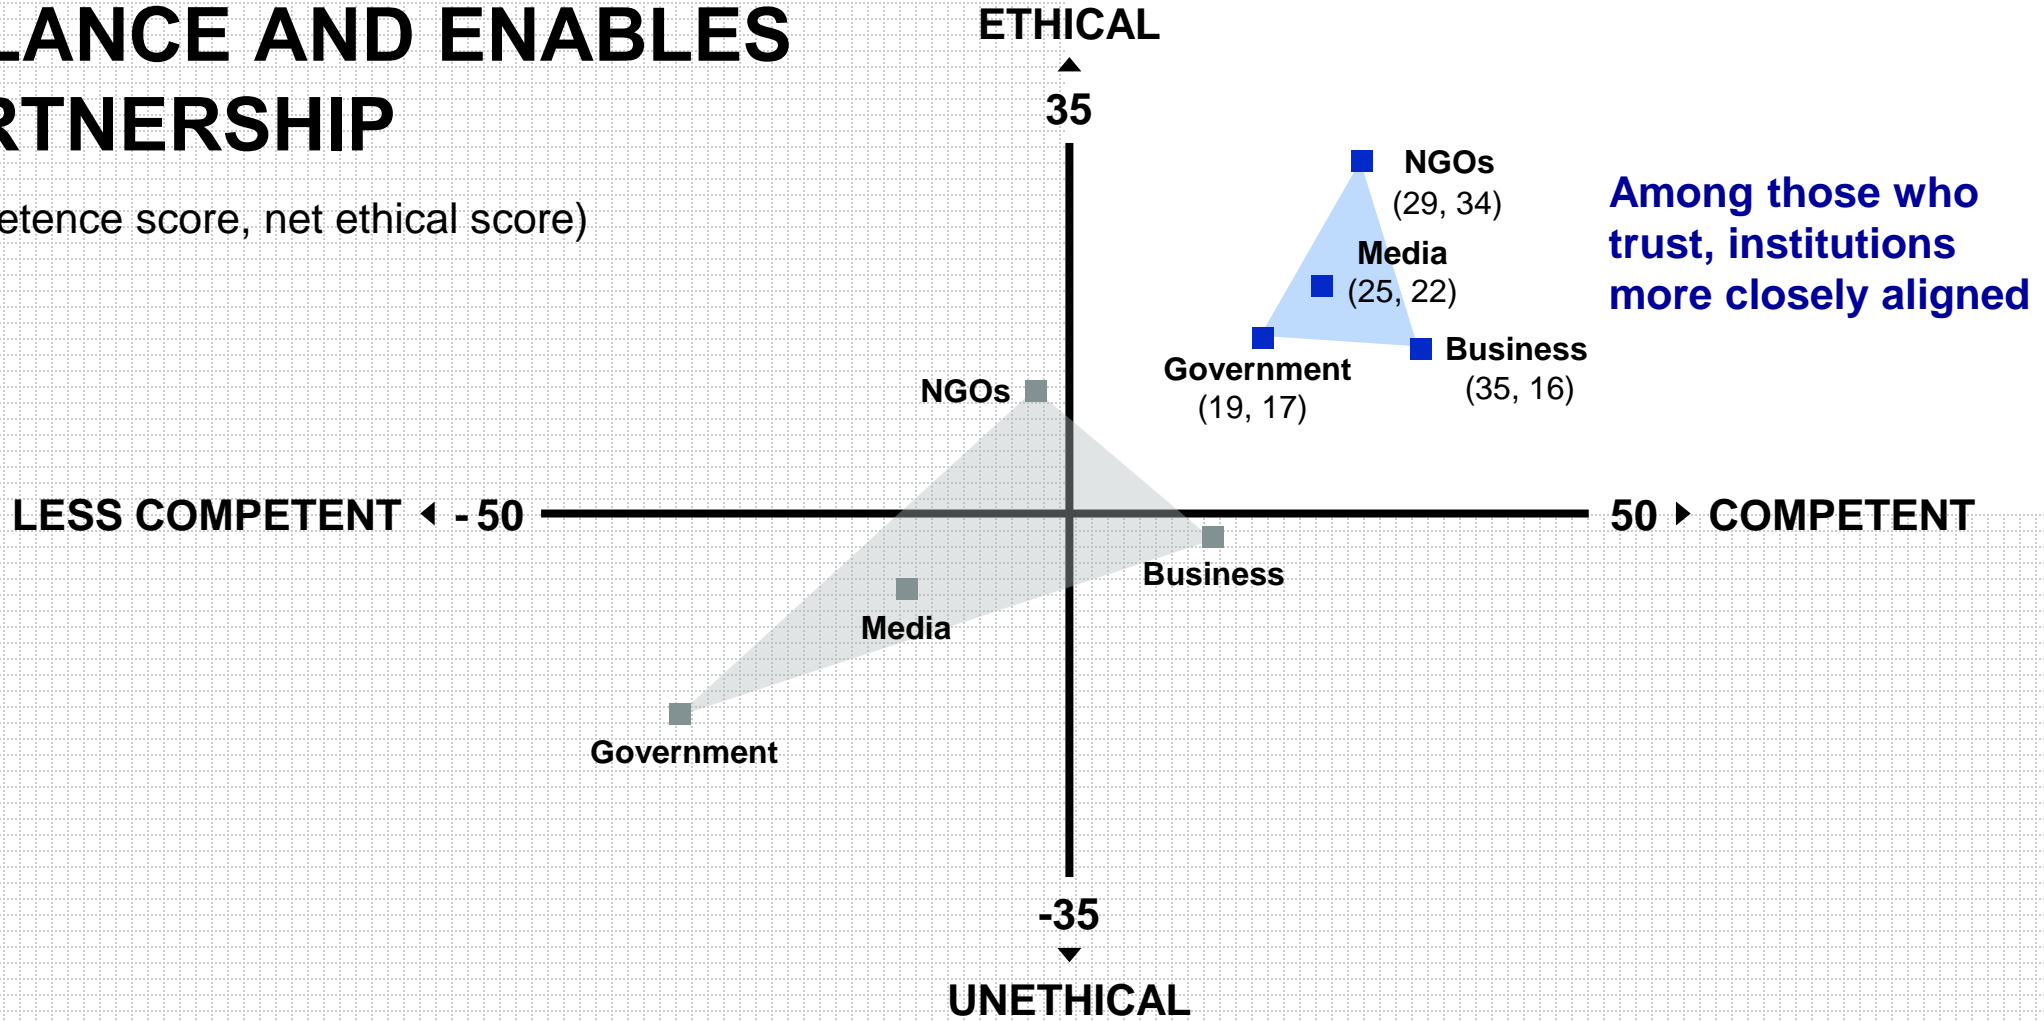 LANCE AND ENABLES
RTNERSHIP
etence score, net ethical score)
ETHICAL
35
NGOs
(29, 34)
Media
(25, 22)
Government
(19, 17)
Business
(35, 16)
Among those who
trust, institutions
more closely aligned
NGOs
LESS COMPETENT
- 50
50
COMPETENT
Business
Media
Government
-35
UNETHICAL